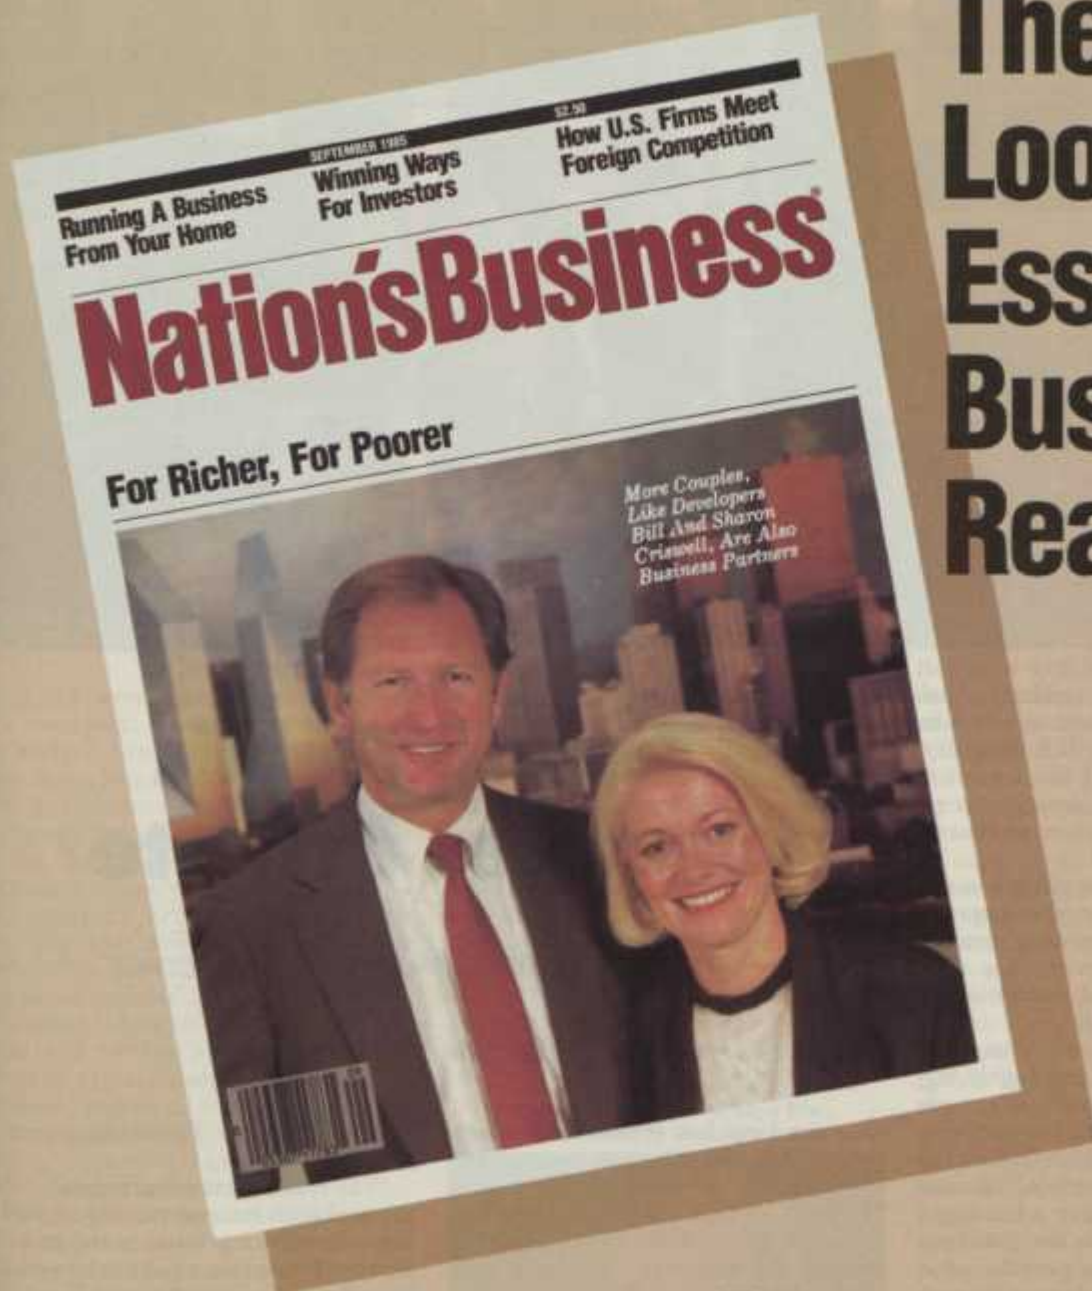 SEPTEMBER 1985
$2.50
Running A Business
From Your Home
Winning Ways
For Investors
How U.S. Firms Meet
Foreign Competition
Nation'sBusiness®
For Richer, For Poorer
More Couples,
Like Developers
Bill And Sharon
Criswell, Are Also
Business Partners
The
Loo
Ess
Bus
Rea